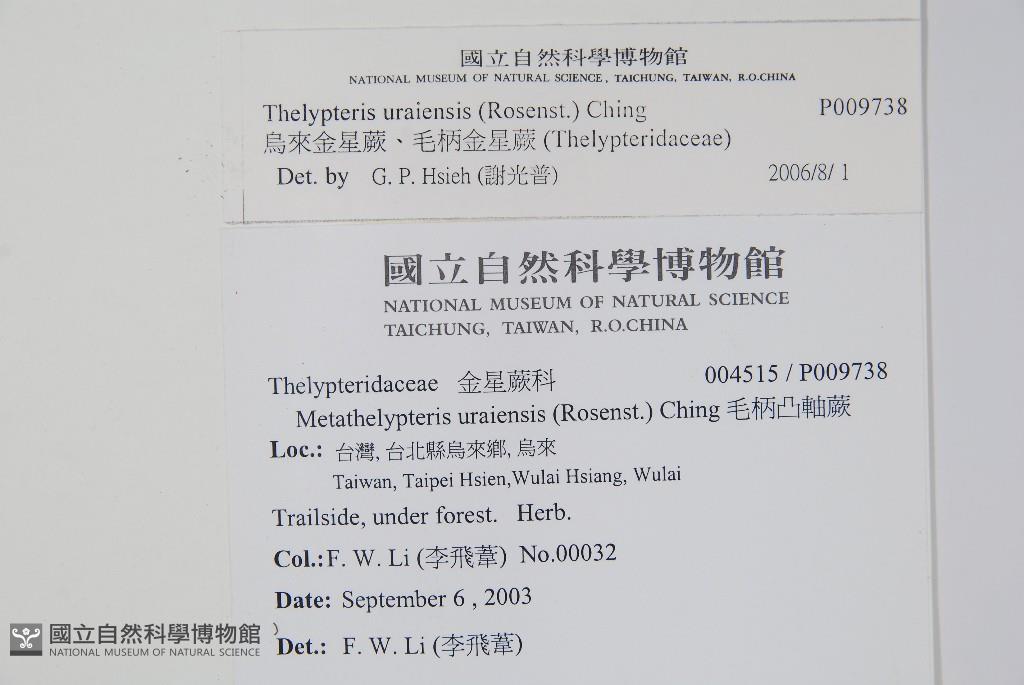 國立自然科學博物館
NATIONAL MUSEUM OF NATURAL SCIENCE, TAICHUNG, TAIWAN, R.O.CHINA
Thelypteris uraiensis (Rosenst.) Ching P009738
烏來金星蕨、毛柄金星蕨 (Thelypteridaceae)
Det. by G. P. Hsieh (謝光普) 2006/8/ 1
國立自然科學博物館
NATIONAL MUSEUM OF NATURAL SCIENCE
TAICHUNG, TAIWAN, R.O.CHINA
Thelypteridaceae 金星蕨科 004515 / P009738
Metathelypteris uraiensis (Rosenst.) Ching 毛柄凸軸蕨
Loc.: 台灣, 台北縣烏來鄉, 烏來
Taiwan, Taipei Hsien,Wulai Hsiang, Wulai
Trailside, under forest. Herb.
Col.:F. W. Li (李飛葦) No.00032
Date: September 6 , 2003
Det.: F. W. Li (李飛葦)
國立自然科學博物館
NATIONAL MUSEUM OF NATURAL SCIENCE